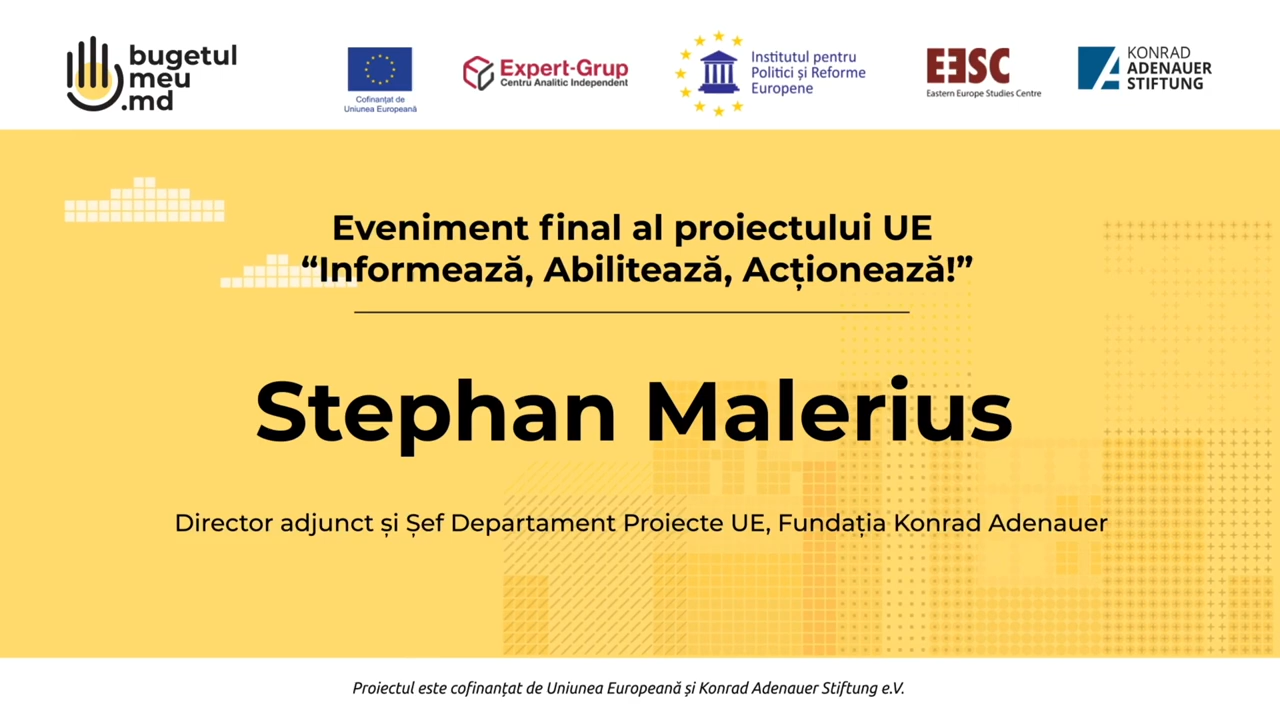 bugetul
meu
.md
Cofinanțat de
Uniunea Europeană
Expert-Grup
Centru Analitic Independent
Institutul pentru
Politici și Reforme
Europene
EESC
Eastern Europe Studies Centre
KONRAD
ADENAUER
STIFTUNG
Eveniment final al proiectului UE
“Informează, Abilitează, Acționează!”
Stephan Malerius
Director adjunct și Șef Departament Proiecte UE, Fundația Konrad Adenauer
Proiectul este cofinanțat de Uniunea Europeană și Konrad Adenauer Stiftung e.V.